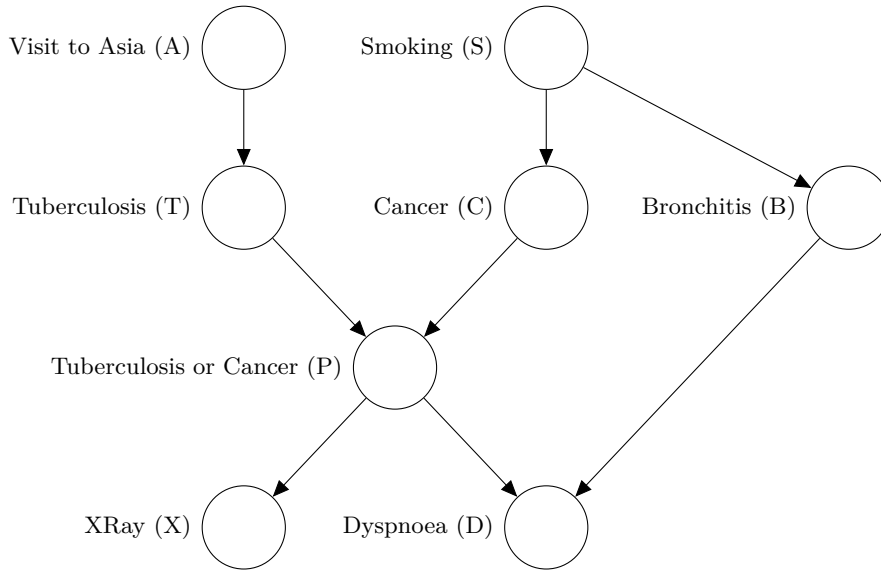 Visit to Asia (A)
Smoking (S)
Tuberculosis (T)
Cancer (C)
Bronchitis (B)
Tuberculosis or Cancer (P)
XRay (X)
Dyspnoea (D)